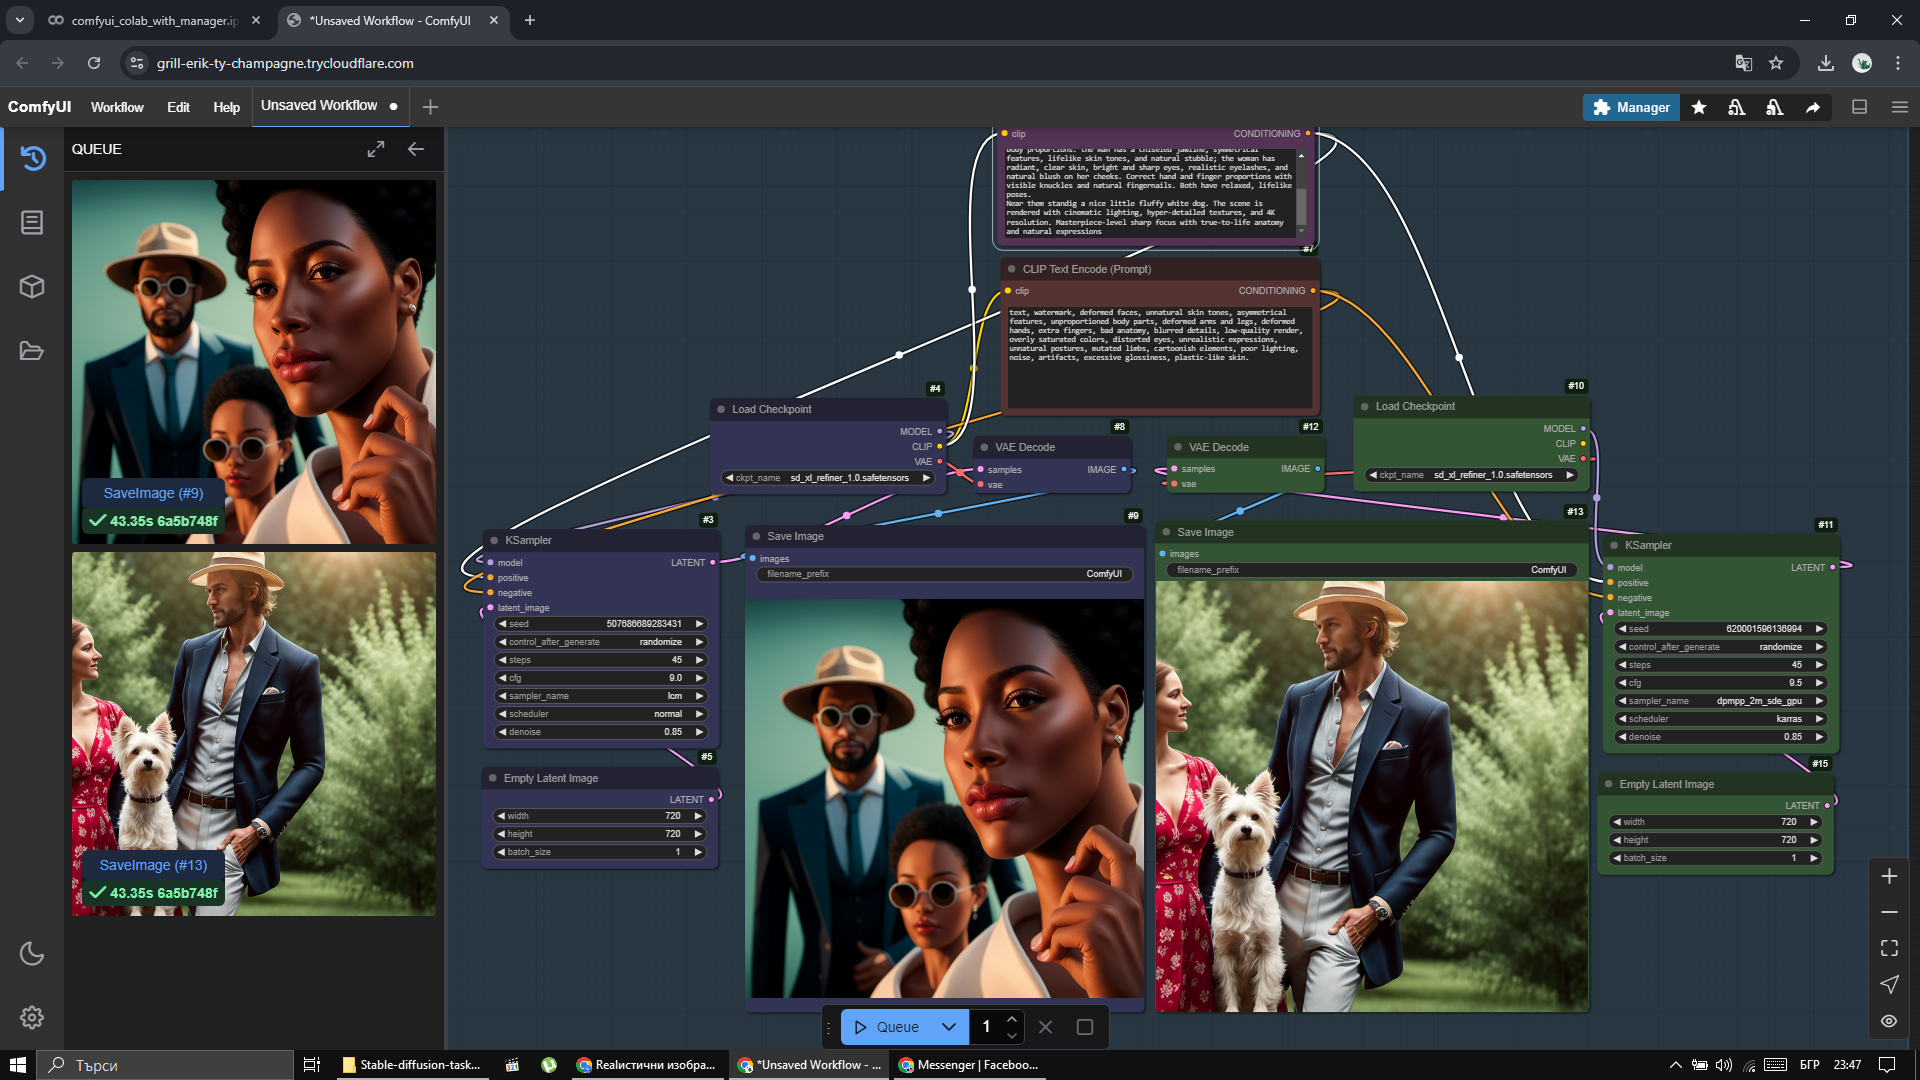 comfyui_colab_with_manager.ip
*Unsaved Workflow - ComfyUI
grill-erik-ty-champagne.trycloudflare.com
ComfyUI
Workflow
Edit
Help
Unsaved Workflow
Manager
QUEUE
SaveImage (#9)
43.35s 6a5b748f
SaveImage (#13)
43.35s 6a5b748f
clip
CONDITIONING
body proportions: the man has a chiseled jawline, symmetrical
features, lifelike skin tones, and natural stubble; the woman has
radiant, clear skin, bright and sharp eyes, realistic eyelashes, and
natural blush on her cheeks. Correct hand and finger proportions with
visible knuckles and natural fingernails. Both have relaxed, lifelike
poses.
Near them standig a nice little fluffy white dog. The scene is
rendered with cinematic lighting, hyper-detailed textures, and 4K
resolution. Masterpiece-level sharp focus with true-to-life anatomy
and natural expressions
#7
CLIP Text Encode (Prompt)
clip
CONDITIONING
text, watermark, deformed faces, unnatural skin tones, asymmetrical
features, unproportioned body parts, deformed arms and legs, deformed
hands, extra fingers, bad anatomy, blurred details, low-quality render,
overly saturated colors, distorted eyes, unrealistic expressions,
unnatural postures, mutated limbs, cartoonish elements, poor lighting,
noise, artifacts, excessive glossiness, plastic-like skin.
#4
Load Checkpoint
MODEL
CLIP
VAE
ckpt_name sd_xl_refiner_1.0.safetensors
#8
VAE Decode
samples IMAGE
vae
#12
VAE Decode
samples IMAGE
vae
#10
Load Checkpoint
MODEL
CLIP
VAE
ckpt_name sd_xl_refiner_1.0.safetensors
#3
KSampler
model LATENT
positive
negative
latent_image
seed 507686689283431
control_after_generate randomize
steps 45
cfg 9.0
sampler_name lcm
scheduler normal
denoise 0.85
#5
Empty Latent Image
LATENT
width 720
height 720
batch_size 1
#9
Save Image
images
filename_prefix ComfyUI
#13
Save Image
images
filename_prefix ComfyUI
#11
KSampler
model LATENT
positive
negative
latent_image
seed 620001596136994
control_after_generate randomize
steps 45
cfg 9.5
sampler_name dpmpp_2m_sde_gpu
scheduler karras
denoise 0.85
#15
Empty Latent Image
LATENT
width 720
height 720
batch_size 1
Queue
1
Търси
Stable-diffusion-task...
Реалистични изобра...
*Unsaved Workflow - ...
Messenger | Faceboo...
БГР
23:47